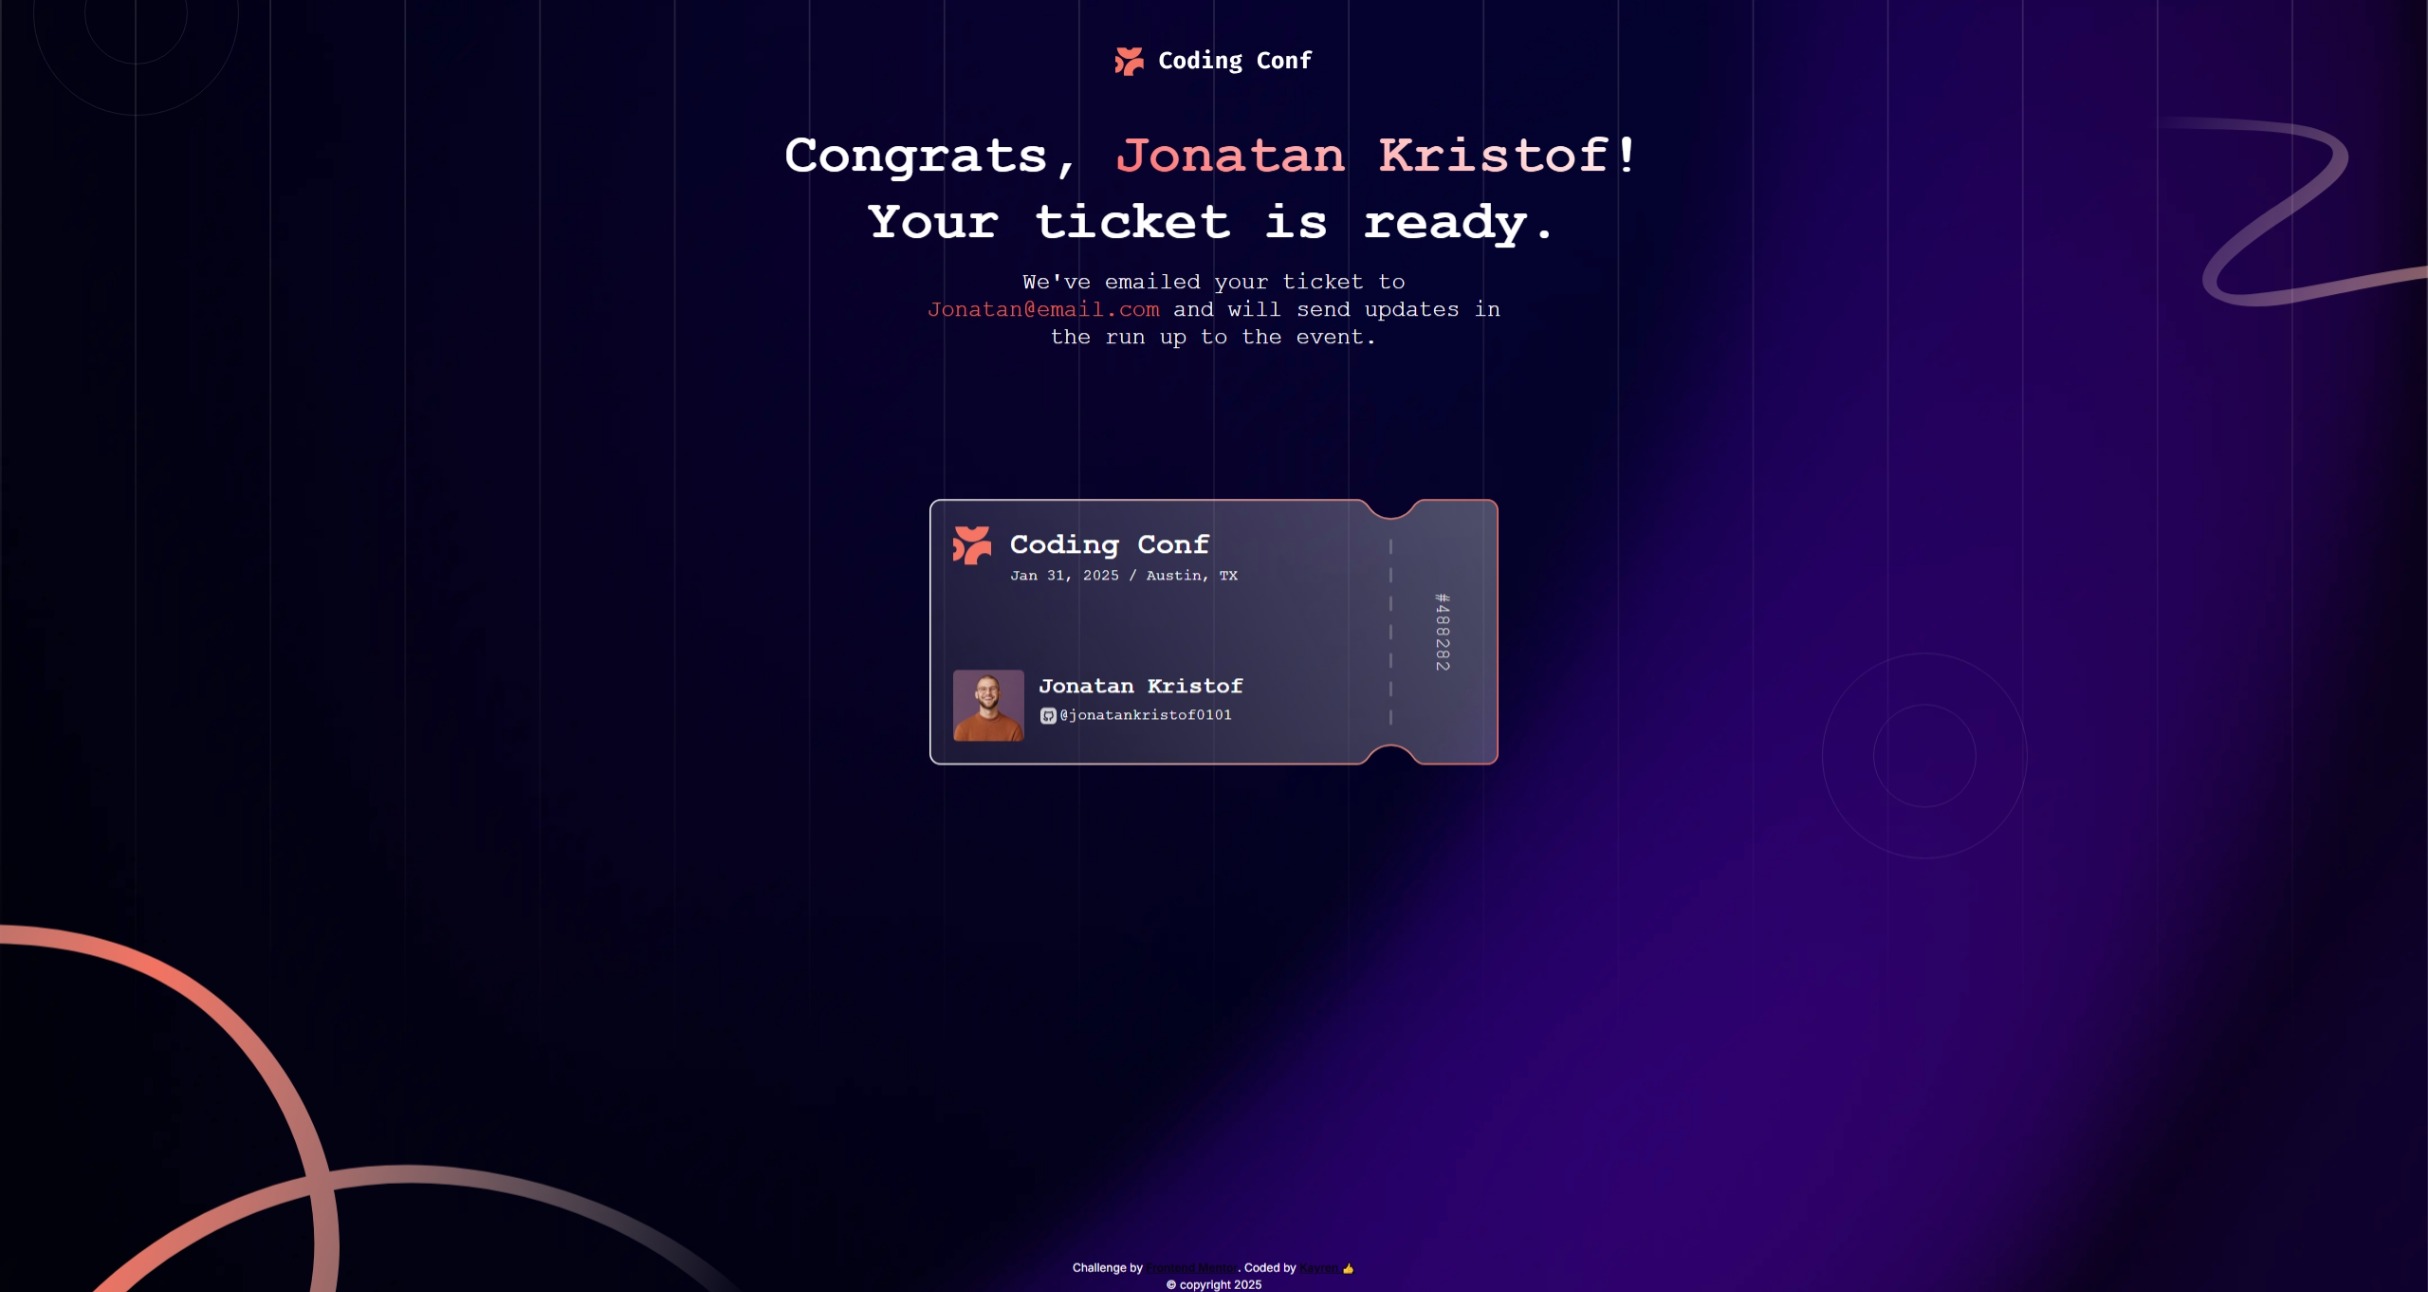 Coding Conf
Congrats, Jonatan Kristof!
Your ticket is ready.
We've emailed your ticket to
Jonatan@email.com and will send updates in
the run up to the event.
Coding Conf
Jan 31, 2025 / Austin, TX
#488282
Jonatan Kristof
@jonatankristof0101
Challenge by Frontend Mentor. Coded by 👍
© copyright 2025